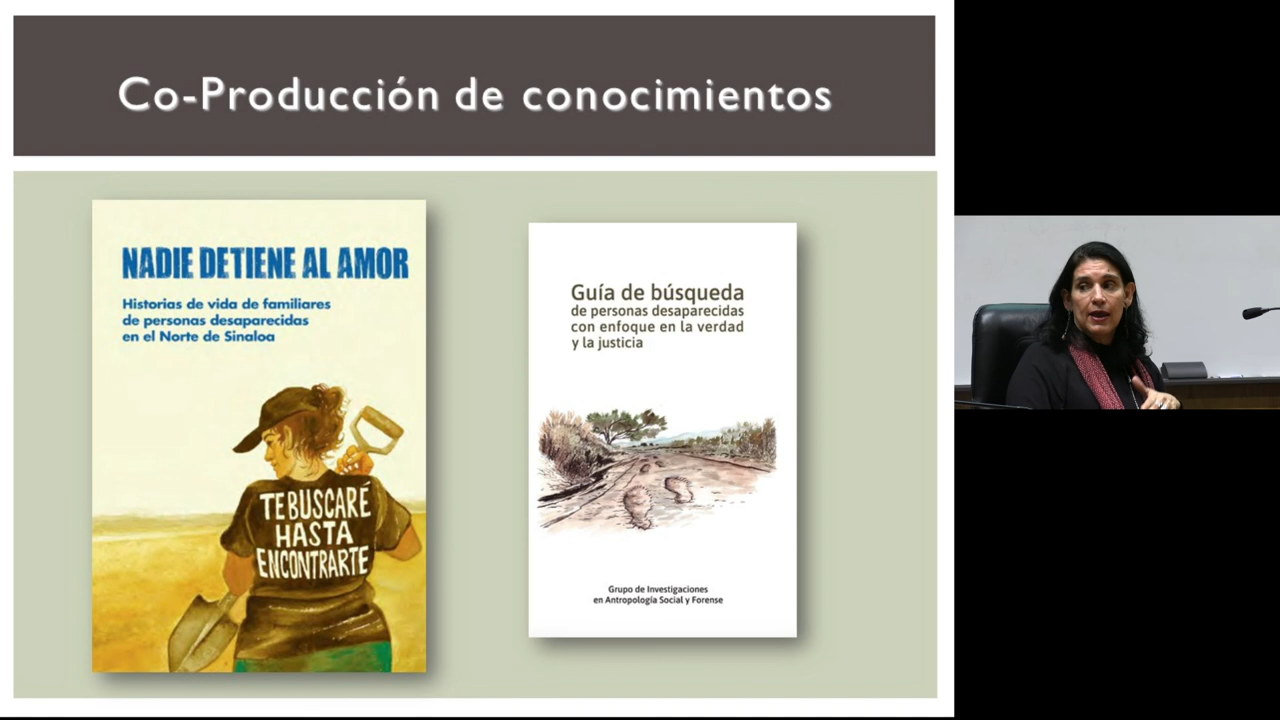 Co-Producción de conocimientos
NADIE DETIENE AL AMOR
Historias de vida de familiares
de personas desaparecidas
en el Norte de Sinaloa
TE BUSCARÉ
HASTA
ENCONTRARTE
Guía de búsqueda
de personas desaparecidas
con enfoque en la verdad
y la justicia
Grupo de Investigaciones
en Antropología Social y Forense